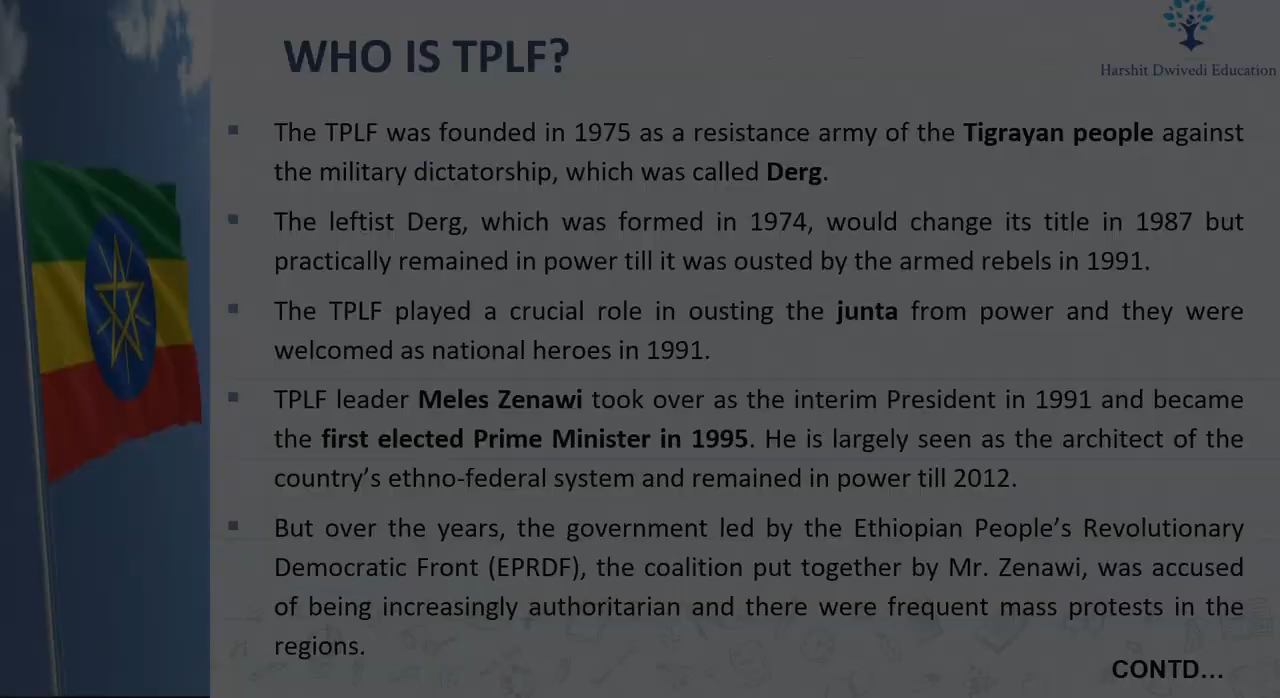 WHO IS TPLF?
Harshit Dwivedi Education
▪ The TPLF was founded in 1975 as a resistance army of the Tigrayan people against
the military dictatorship, which was called Derg.
▪ The leftist Derg, which was formed in 1974, would change its title in 1987 but
practically remained in power till it was ousted by the armed rebels in 1991.
▪ The TPLF played a crucial role in ousting the junta from power and they were
welcomed as national heroes in 1991.
▪ TPLF leader Meles Zenawi took over as the interim President in 1991 and became
the first elected Prime Minister in 1995. He is largely seen as the architect of the
country’s ethno-federal system and remained in power till 2012.
▪ But over the years, the government led by the Ethiopian People’s Revolutionary
Democratic Front (EPRDF), the coalition put together by Mr. Zenawi, was accused
of being increasingly authoritarian and there were frequent mass protests in the
regions.
CONTD...